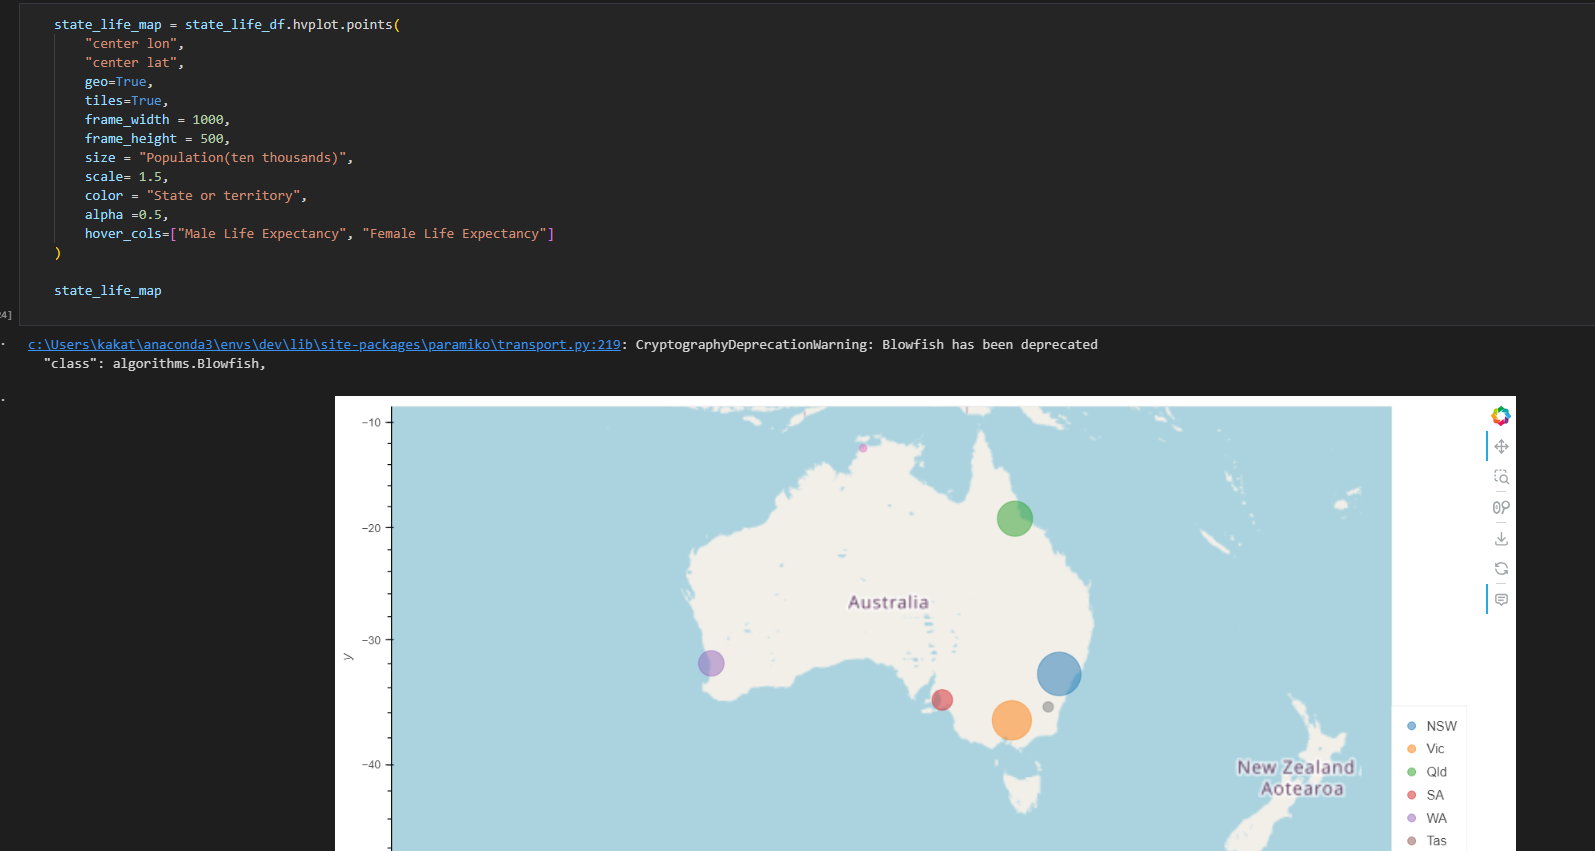 state_life_map = state_life_df.hvplot.points(
"center lon",
"center lat",
geo=True,
tiles=True,
frame_width = 1000,
frame_height = 500,
size = "Population(ten thousands)",
scale= 1.5,
color = "State or territory",
alpha =0.5,
hover_cols=["Male Life Expectancy", "Female Life Expectancy"]
)
state_life_map
4]
c:\Users\kakat\anaconda3\envs\dev\lib\site-packages\paramiko\transport.py:219: CryptographyDeprecationWarning: Blowfish has been deprecated
"class": algorithms.Blowfish,
−10
−20
Australia
−30
y
NSW
Vic
−40
New Zealand
Aotearoa
Qld
SA
WA
Tas